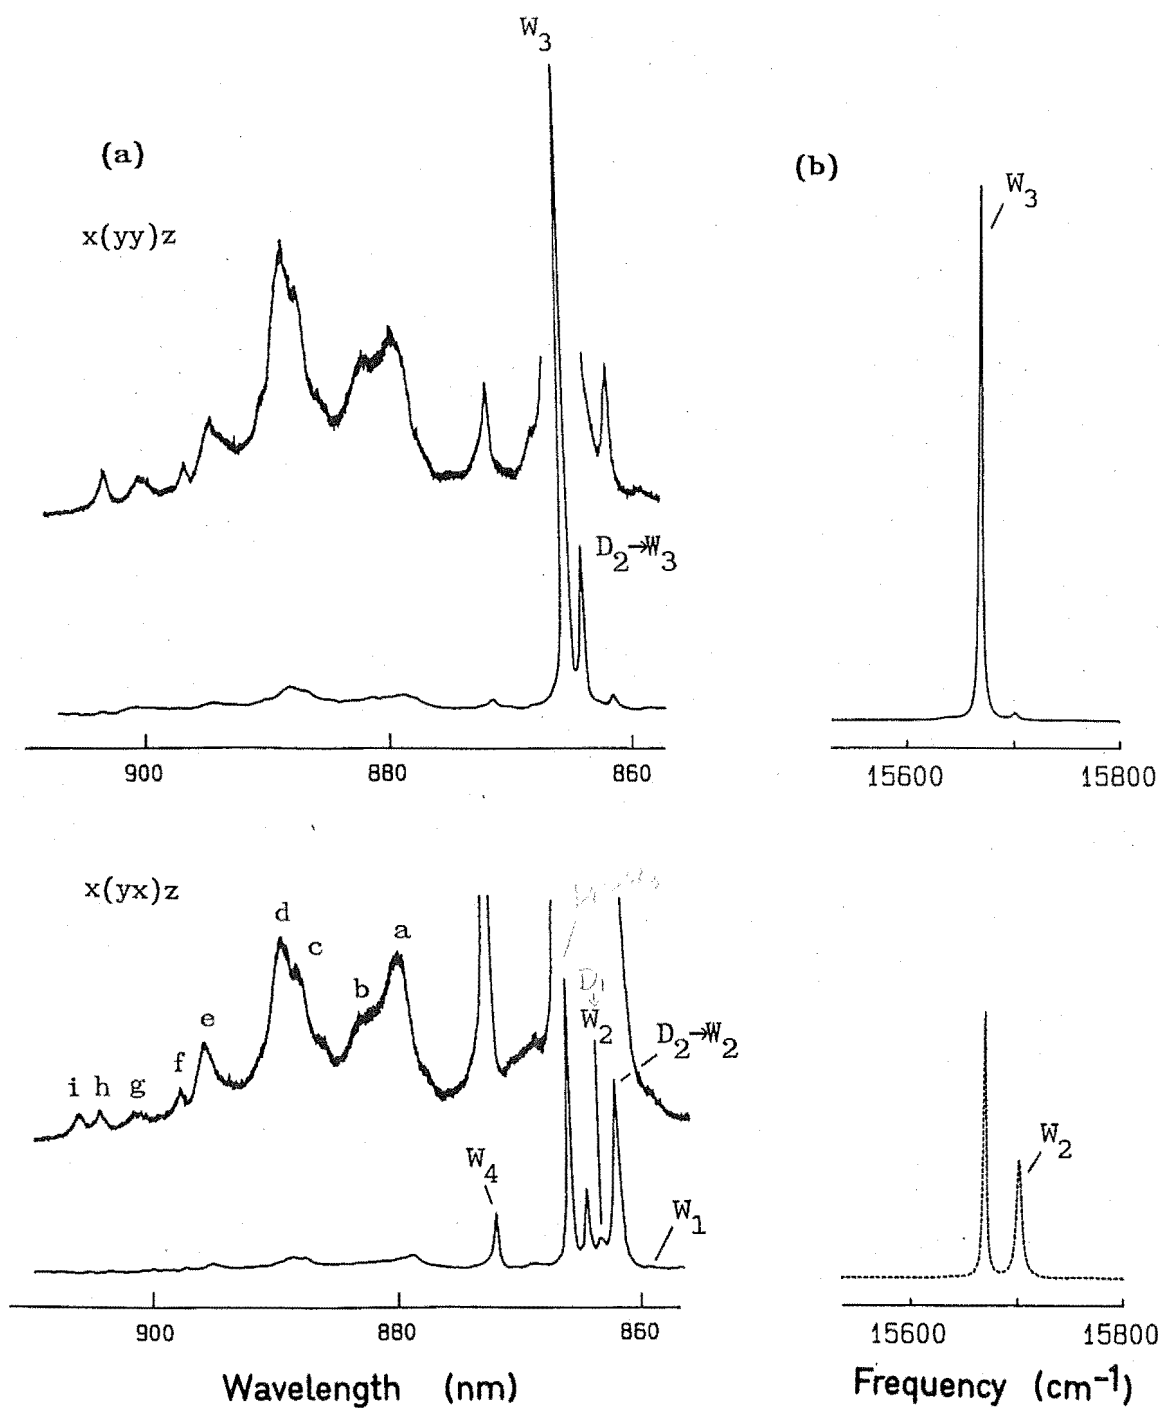 W3
(a)
(b)
W3
x(yy)z
D2→W3
900
880
860
15600
15800
x(yx)z
d
a
c
b
D1
↓
W2
e
D2→W2
f
i
h
g
W2
W4
W1
900
880
860
15600
15800
Wavelength (nm)
Frequency (cm-1)